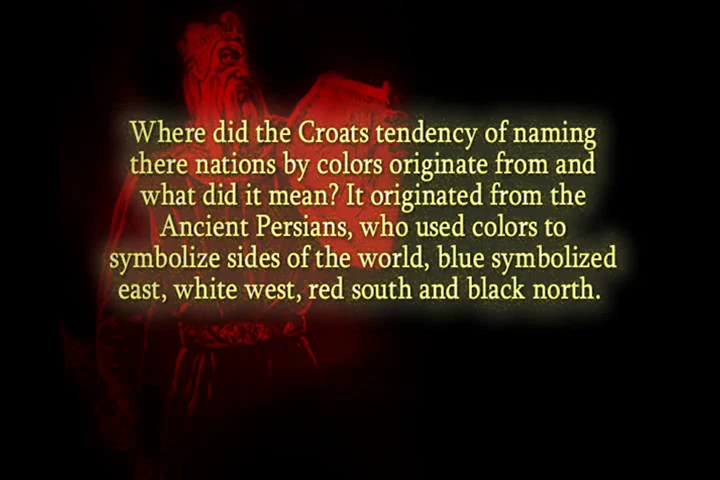 Where did the Croats tendency of naming
there nations by colors originate from and
what did it mean? It originated from the
Ancient Persians, who used colors to
symbolize sides of the world, blue symbolized
east, white west, red south and black north.